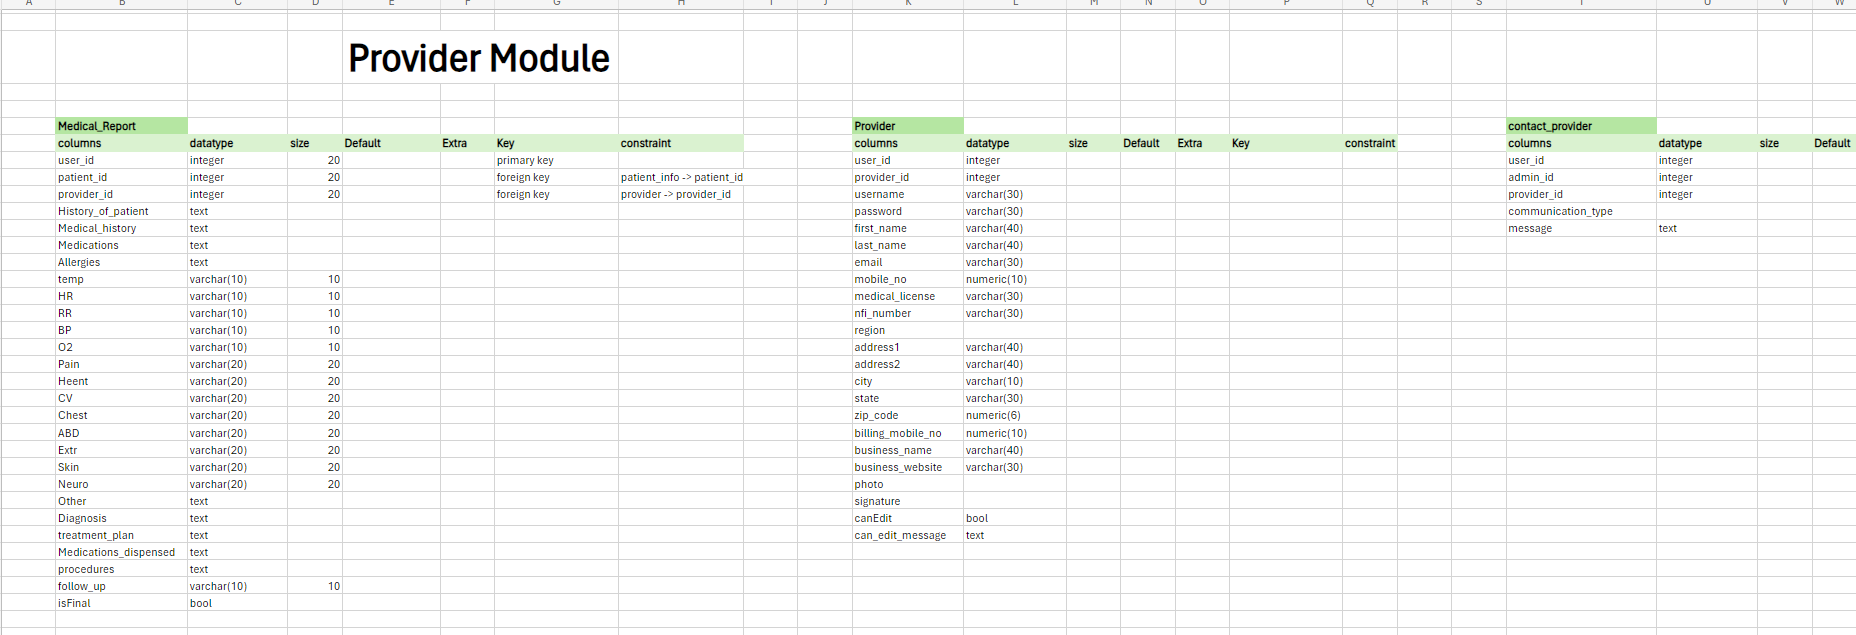 A B C D E F G H I J K L M N O P Q R S T U V W
Provider Module
Medical_Report Provider contact_provider
columns datatype size Default Extra Key constraint columns datatype size Default Extra Key constraint columns datatype size Default
user_id integer 20 primary key user_id integer user_id integer
patient_id integer 20 foreign key patient_info -> patient_id provider_id integer admin_id integer
provider_id integer 20 foreign key provider -> provider_id username varchar(30) provider_id integer
History_of_patient text password varchar(30) communication_type
Medical_history text first_name varchar(40) message text
Medications text last_name varchar(40)
Allergies text email varchar(30)
temp varchar(10) 10 mobile_no numeric(10)
HR varchar(10) 10 medical_license varchar(30)
RR varchar(10) 10 nfi_number varchar(30)
BP varchar(10) 10 region
O2 varchar(10) 10 address1 varchar(40)
Pain varchar(20) 20 address2 varchar(40)
Heent varchar(20) 20 city varchar(10)
CV varchar(20) 20 state varchar(30)
Chest varchar(20) 20 zip_code numeric(6)
ABD varchar(20) 20 billing_mobile_no numeric(10)
Extr varchar(20) 20 business_name varchar(40)
Skin varchar(20) 20 business_website varchar(30)
Neuro varchar(20) 20 photo
Other text signature
Diagnosis text canEdit bool
treatment_plan text can_edit_message text
Medications_dispensed text
procedures text
follow_up varchar(10) 10
isFinal bool